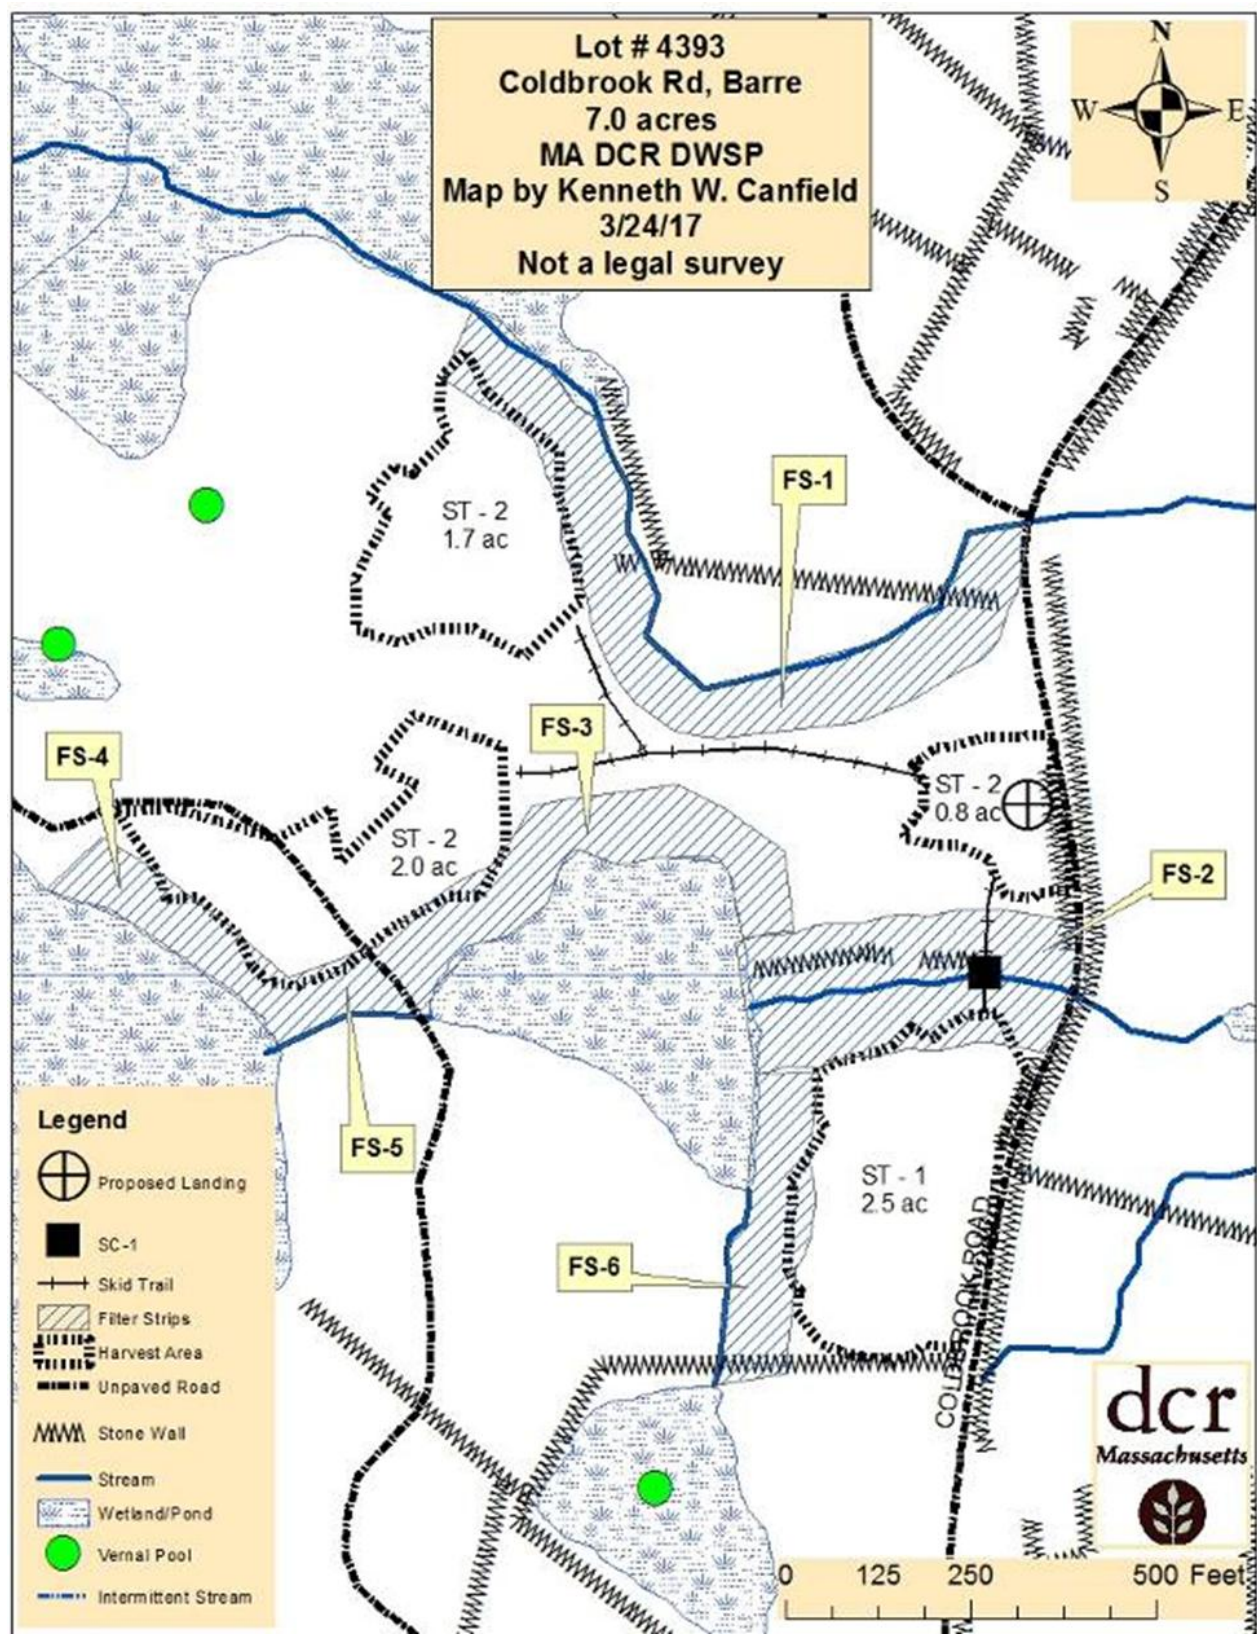 Lot # 4393
Coldbrook Rd, Barre
7.0 acres
MA DCR DWSP
Map by Kenneth W. Canfield
3/24/17
Not a legal survey
N
W
E
S
FS-1
ST - 2
1.7 ac
FS-3
FS-4
ST - 2
0.8 ac
ST - 2
2.0 ac
FS-2
FS-5
ST - 1
2.5 ac
FS-6
COLDBROOK ROAD
Legend
Proposed Landing
SC-1
Skid Trail
Filter Strips
Harvest Area
Unpaved Road
Stone Wall
Stream
Wetland/Pond
Vernal Pool
Intermittent Stream
dcr
Massachusetts
0 125 250 500 Feet